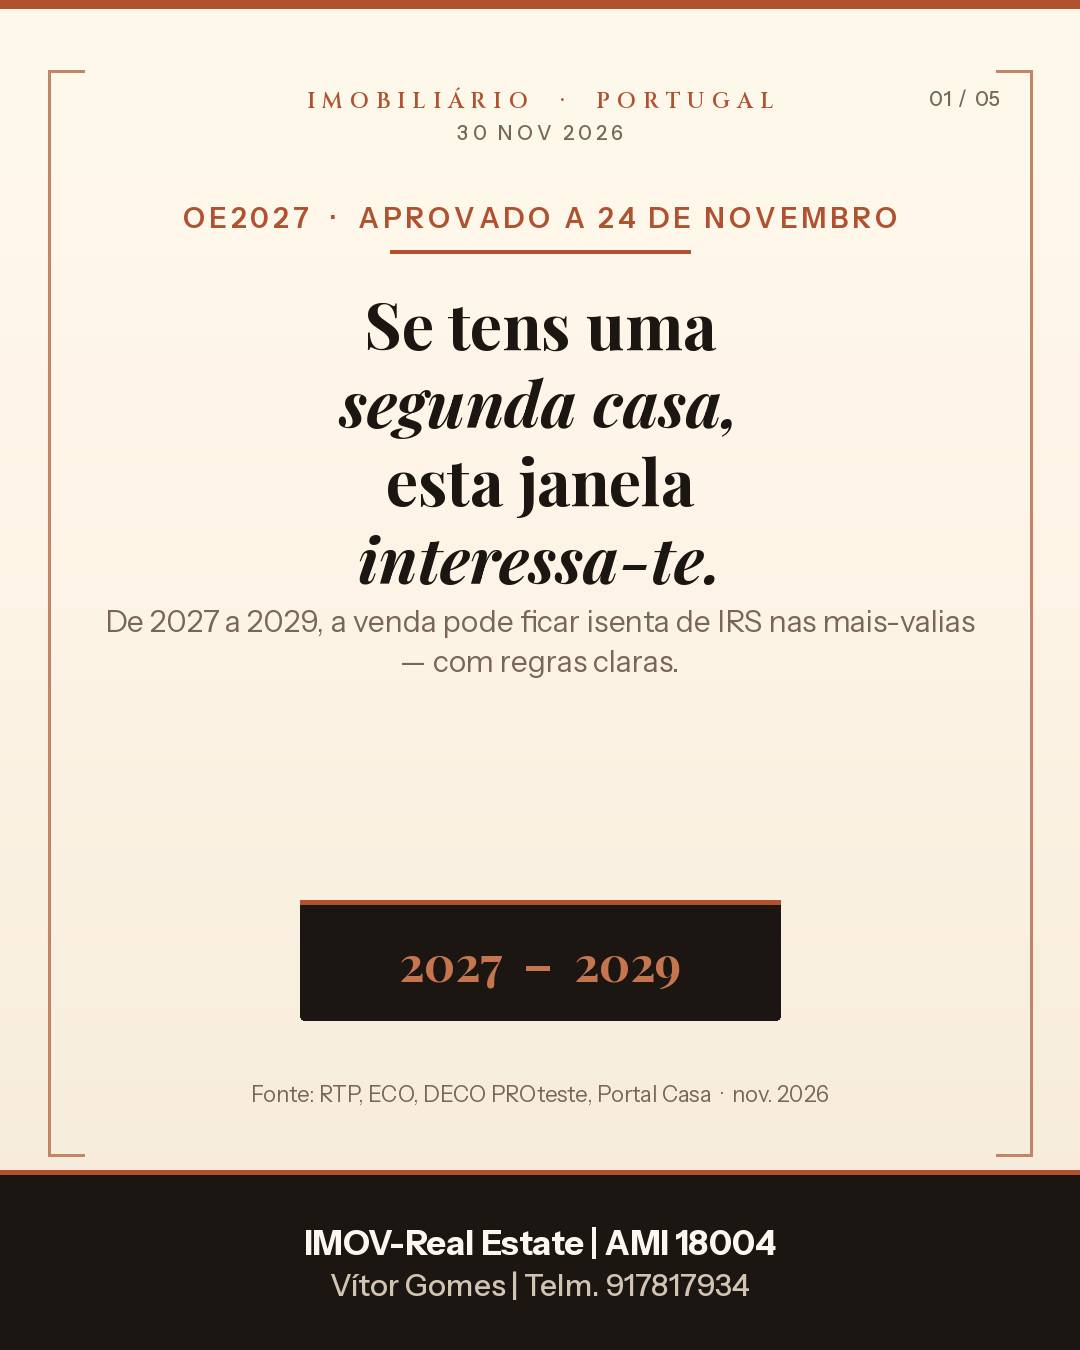 IMOBILIÁRIO · PORTUGAL
01 / 05
30 NOV 2026
OE2027 · APROVADO A 24 DE NOVEMBRO
Se tens uma
segunda casa,
esta janela
interessa-te.
De 2027 a 2029, a venda pode ficar isenta de IRS nas mais-valias
— com regras claras.
2027 – 2029
Fonte: RTP, ECO, DECO PROteste, Portal Casa · nov. 2026
IMOV-Real Estate | AMI 18004
Vítor Gomes | Telm. 917817934